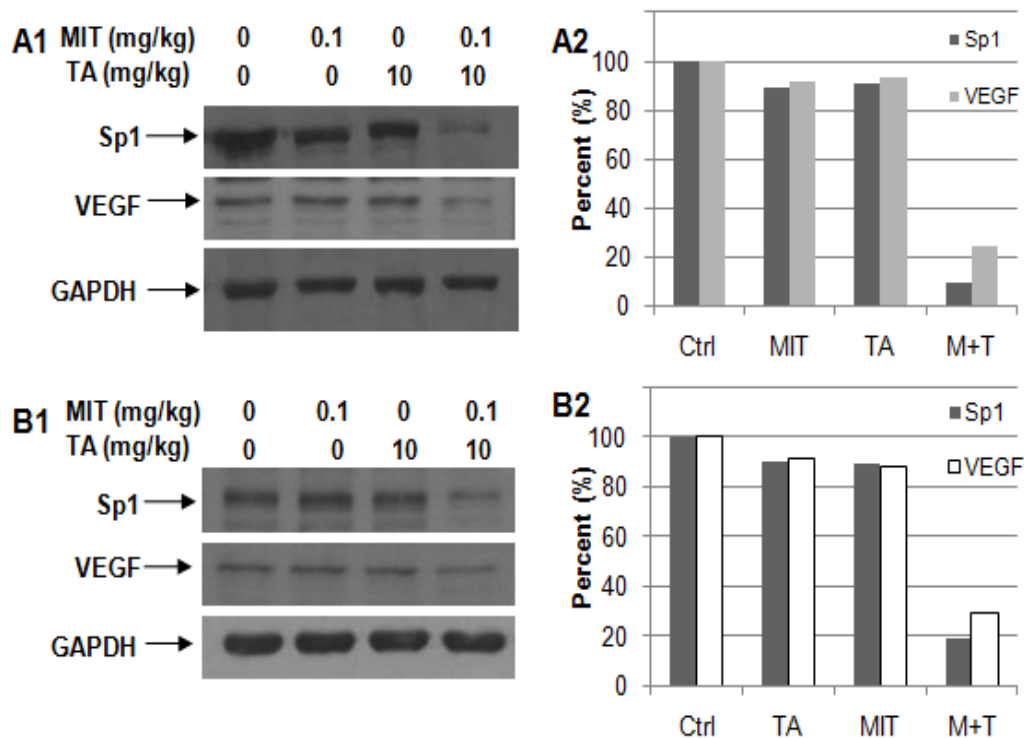 A1 MIT (mg/kg) 0 0.1 0 0.1
TA (mg/kg) 0 0 10 10
Sp1
VEGF
GAPDH
A2
Sp1
VEGF
Percent (%)
100
80
60
40
20
0
Ctrl MIT TA M+T
B1 MIT (mg/kg) 0 0.1 0 0.1
TA (mg/kg) 0 0 10 10
Sp1
VEGF
GAPDH
B2
Sp1
VEGF
Percent (%)
100
80
60
40
20
0
Ctrl TA MIT M+T